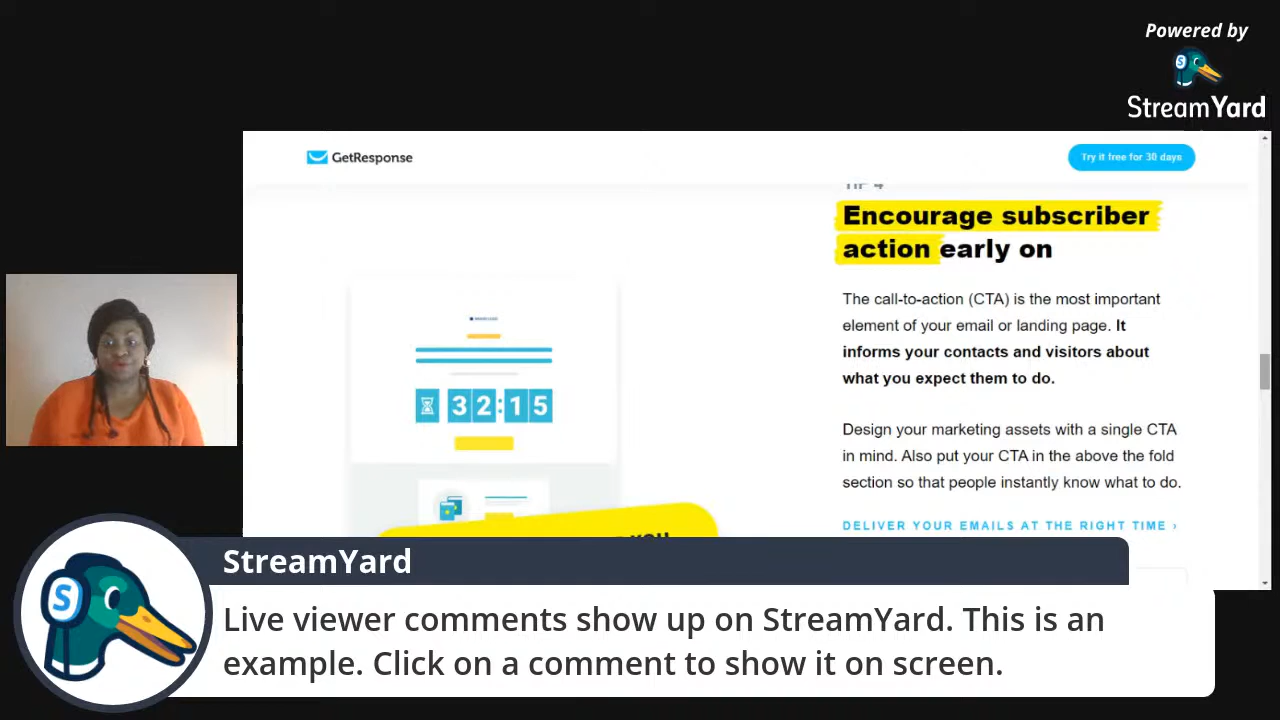 Powered by
StreamYard
GetResponse
Try it free for 30 days
TIP 4
Encourage subscriber
action early on
The call-to-action (CTA) is the most important
element of your email or landing page. It
informs your contacts and visitors about
what you expect them to do.
32:15
Design your marketing assets with a single CTA
in mind. Also put your CTA in the above the fold
section so that people instantly know what to do.
DELIVER YOUR EMAILS AT THE RIGHT TIME ›
S
StreamYard
Live viewer comments show up on StreamYard. This is an
example. Click on a comment to show it on screen.